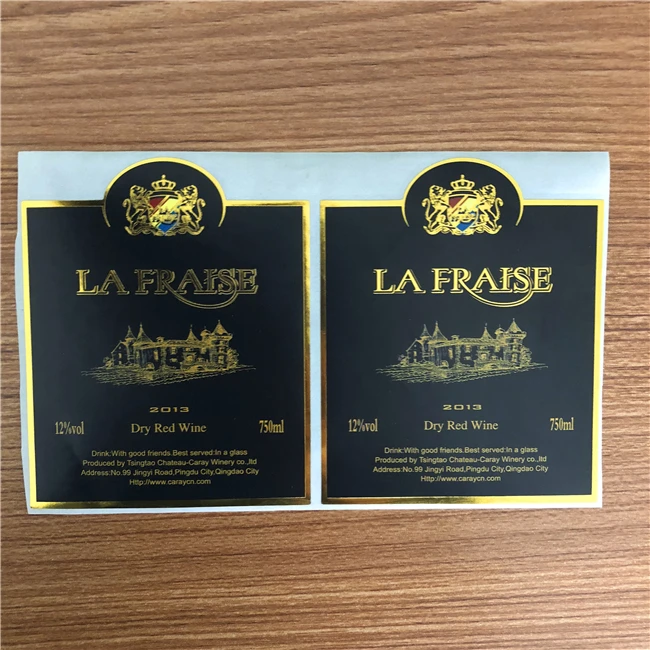 LA FRAISE
2013
12%vol Dry Red Wine 750ml
Drink:With good friends.Best served:In a glass
Produced by Tsingtao Chateau-Caray Winery co.,ltd
Address:No.99 Jingyi Road,Pingdu City,Qingdao City
Http://www.caraycn.com
LA FRAISE
2013
12%vol Dry Red Wine 750ml
Drink:With good friends.Best served:In a glass
Produced by Tsingtao Chateau-Caray Winery co.,ltd
Address:No.99 Jingyi Road,Pingdu City,Qingdao City
Http://www.caraycn.com